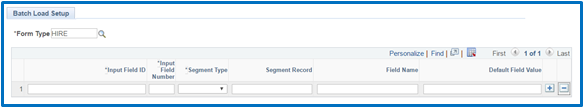 Batch Load Setup
*Form Type HIRE
Personalize | Find | | First 1 of 1 Last
*Input Field ID *Input Field Number *Segment Type Segment Record Field Name Default Field Value
1